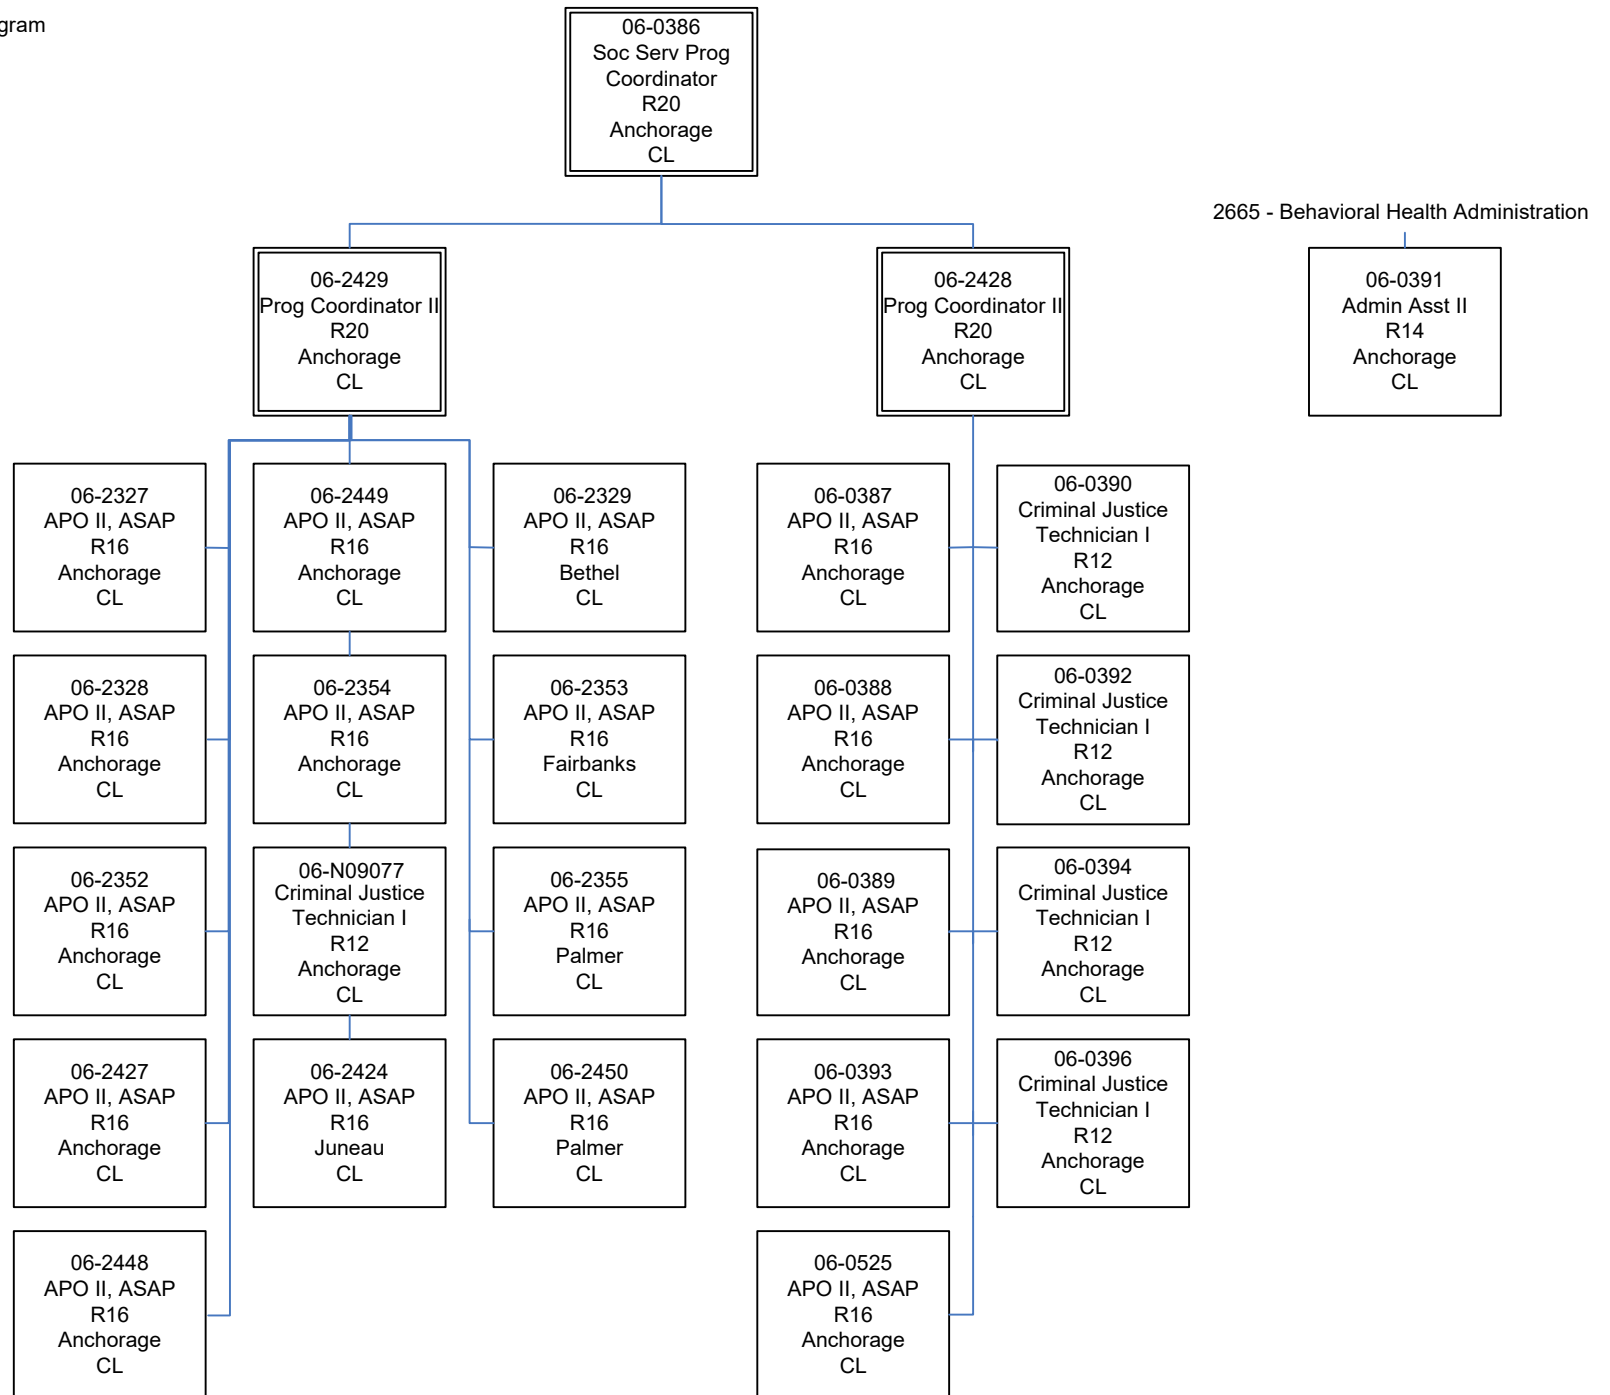 gram
06-0386
Soc Serv Prog
Coordinator
R20
Anchorage
CL
2665 - Behavioral Health Administration
06-2429
Prog Coordinator II
R20
Anchorage
CL
06-2428
Prog Coordinator II
R20
Anchorage
CL
06-0391
Admin Asst II
R14
Anchorage
CL
06-2327
APO II, ASAP
R16
Anchorage
CL
06-2449
APO II, ASAP
R16
Anchorage
CL
06-2329
APO II, ASAP
R16
Bethel
CL
06-0387
APO II, ASAP
R16
Anchorage
CL
06-0390
Criminal Justice
Technician I
R12
Anchorage
CL
06-2328
APO II, ASAP
R16
Anchorage
CL
06-2354
APO II, ASAP
R16
Anchorage
CL
06-2353
APO II, ASAP
R16
Fairbanks
CL
06-0388
APO II, ASAP
R16
Anchorage
CL
06-0392
Criminal Justice
Technician I
R12
Anchorage
CL
06-2352
APO II, ASAP
R16
Anchorage
CL
06-N09077
Criminal Justice
Technician I
R12
Anchorage
CL
06-2355
APO II, ASAP
R16
Palmer
CL
06-0389
APO II, ASAP
R16
Anchorage
CL
06-0394
Criminal Justice
Technician I
R12
Anchorage
CL
06-2427
APO II, ASAP
R16
Anchorage
CL
06-2424
APO II, ASAP
R16
Juneau
CL
06-2450
APO II, ASAP
R16
Palmer
CL
06-0393
APO II, ASAP
R16
Anchorage
CL
06-0396
Criminal Justice
Technician I
R12
Anchorage
CL
06-2448
APO II, ASAP
R16
Anchorage
CL
06-0525
APO II, ASAP
R16
Anchorage
CL